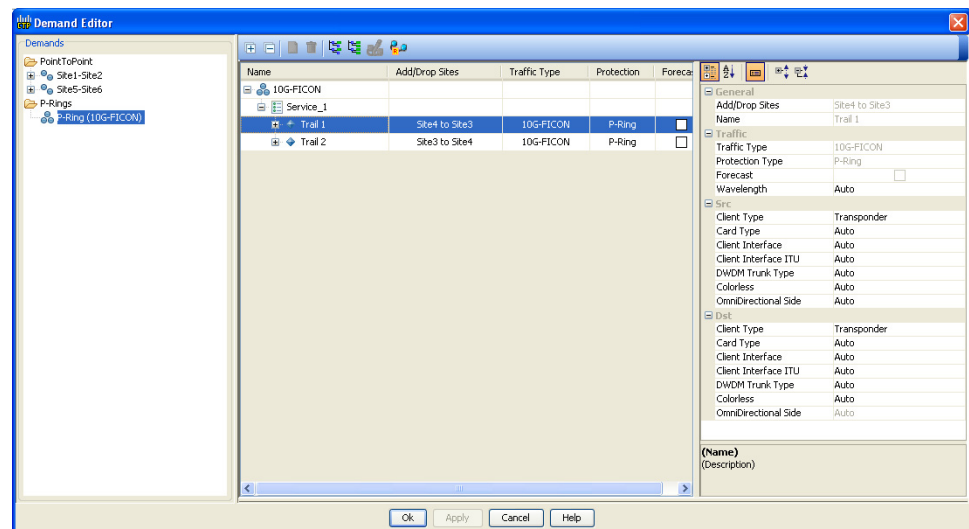 Demand Editor
Demands
PointToPoint
Site1-Site2
Site5-Site6
P-Rings
P-Ring (10G-FICON)
Name Add/Drop Sites Traffic Type Protection Forecas
10G-FICON
Service_1
Trail 1 Site4 to Site3 10G-FICON P-Ring
Trail 2 Site3 to Site4 10G-FICON P-Ring
General
Add/Drop Sites Site4 to Site3
Name Trail 1
Traffic
Traffic Type 10G-FICON
Protection Type P-Ring
Forecast
Wavelength Auto
Src
Client Type Transponder
Card Type Auto
Client Interface Auto
Client Interface ITU Auto
DWDM Trunk Type Auto
Colorless Auto
OmniDirectional Side Auto
Dst
Client Type Transponder
Card Type Auto
Client Interface Auto
Client Interface ITU Auto
DWDM Trunk Type Auto
Colorless Auto
OmniDirectional Side Auto
(Name)
(Description)
Ok Apply Cancel Help